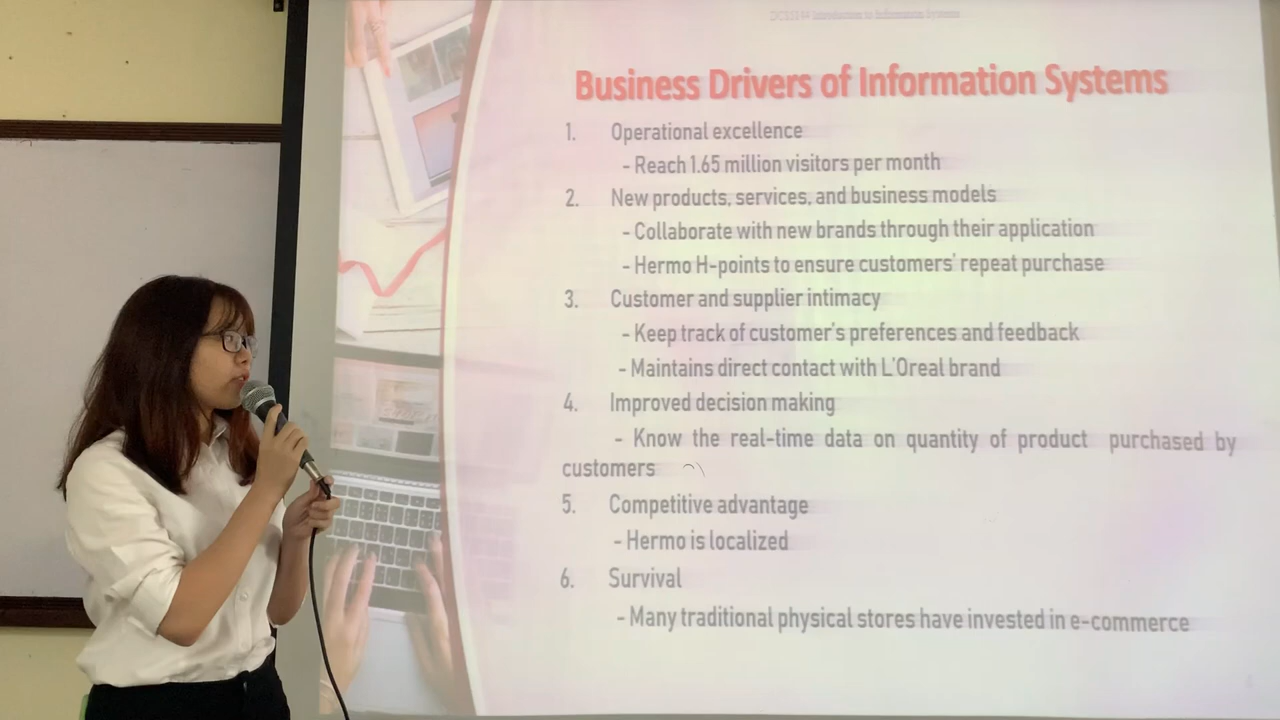 Introduction to Information Systems
Business Drivers of Information Systems
1. Operational excellence
- Reach 1.65 million visitors per month
2. New products, services, and business models
- Collaborate with new brands through their application
- Hermo H-points to ensure customers' repeat purchase
3. Customer and supplier intimacy
- Keep track of customer's preferences and feedback
- Maintains direct contact with L'Oreal brand
4. Improved decision making
- Know the real-time data on quantity of product purchased by
customers
5. Competitive advantage
- Hermo is localized
6. Survival
- Many traditional physical stores have invested in e-commerce